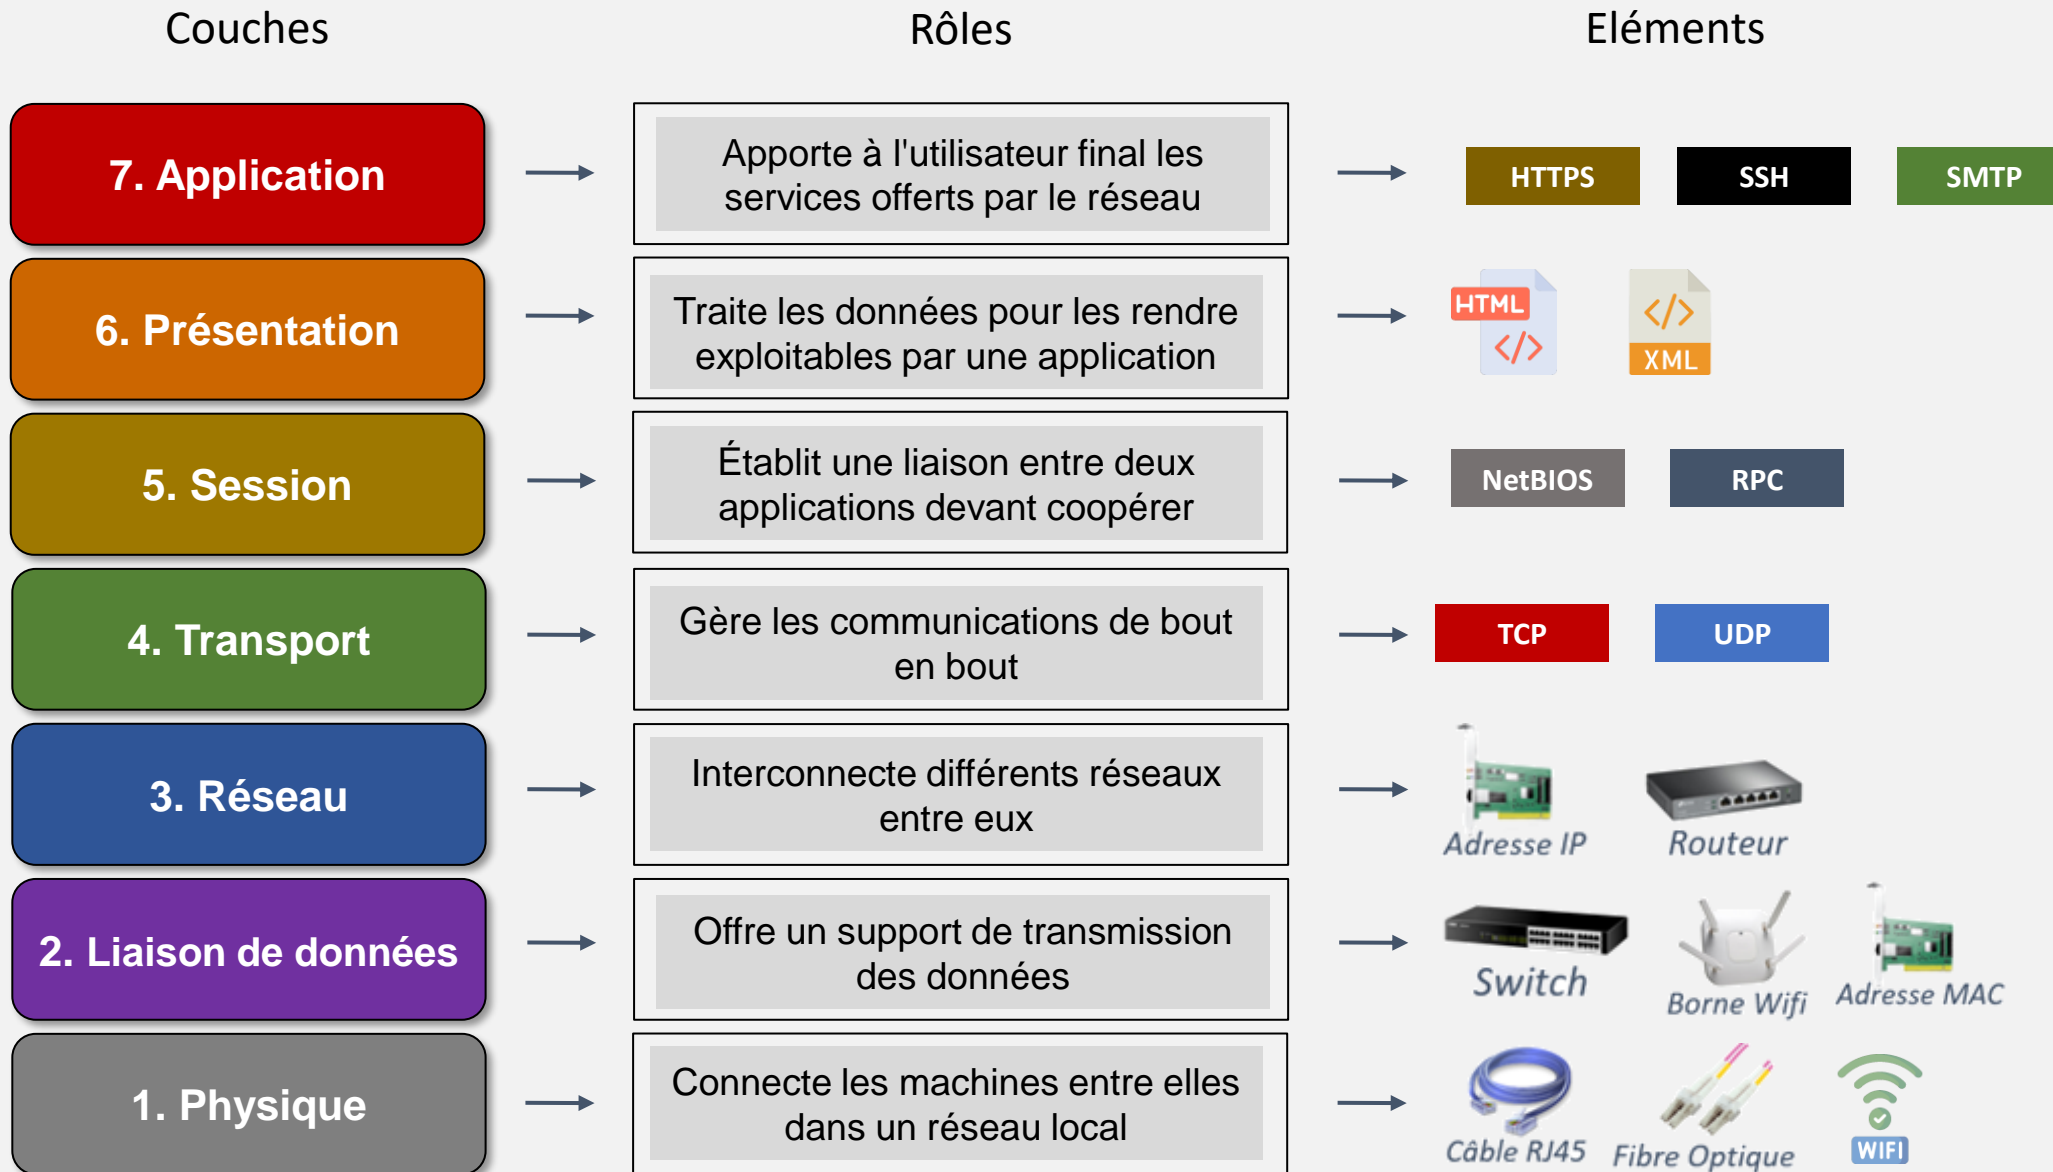 Couches
Rôles
Eléments
7. Application
Apporte à l'utilisateur final les
services offerts par le réseau
HTTPS
SSH
SMTP
6. Présentation
Traite les données pour les rendre
exploitables par une application
HTML
</>
</>
XML
5. Session
Établit une liaison entre deux
applications devant coopérer
NetBIOS
RPC
4. Transport
Gère les communications de bout
en bout
TCP
UDP
3. Réseau
Interconnecte différents réseaux
entre eux
Adresse IP
Routeur
2. Liaison de données
Offre un support de transmission
des données
Switch
Borne Wifi
Adresse MAC
1. Physique
Connecte les machines entre elles
dans un réseau local
Câble RJ45
Fibre Optique
WIFI